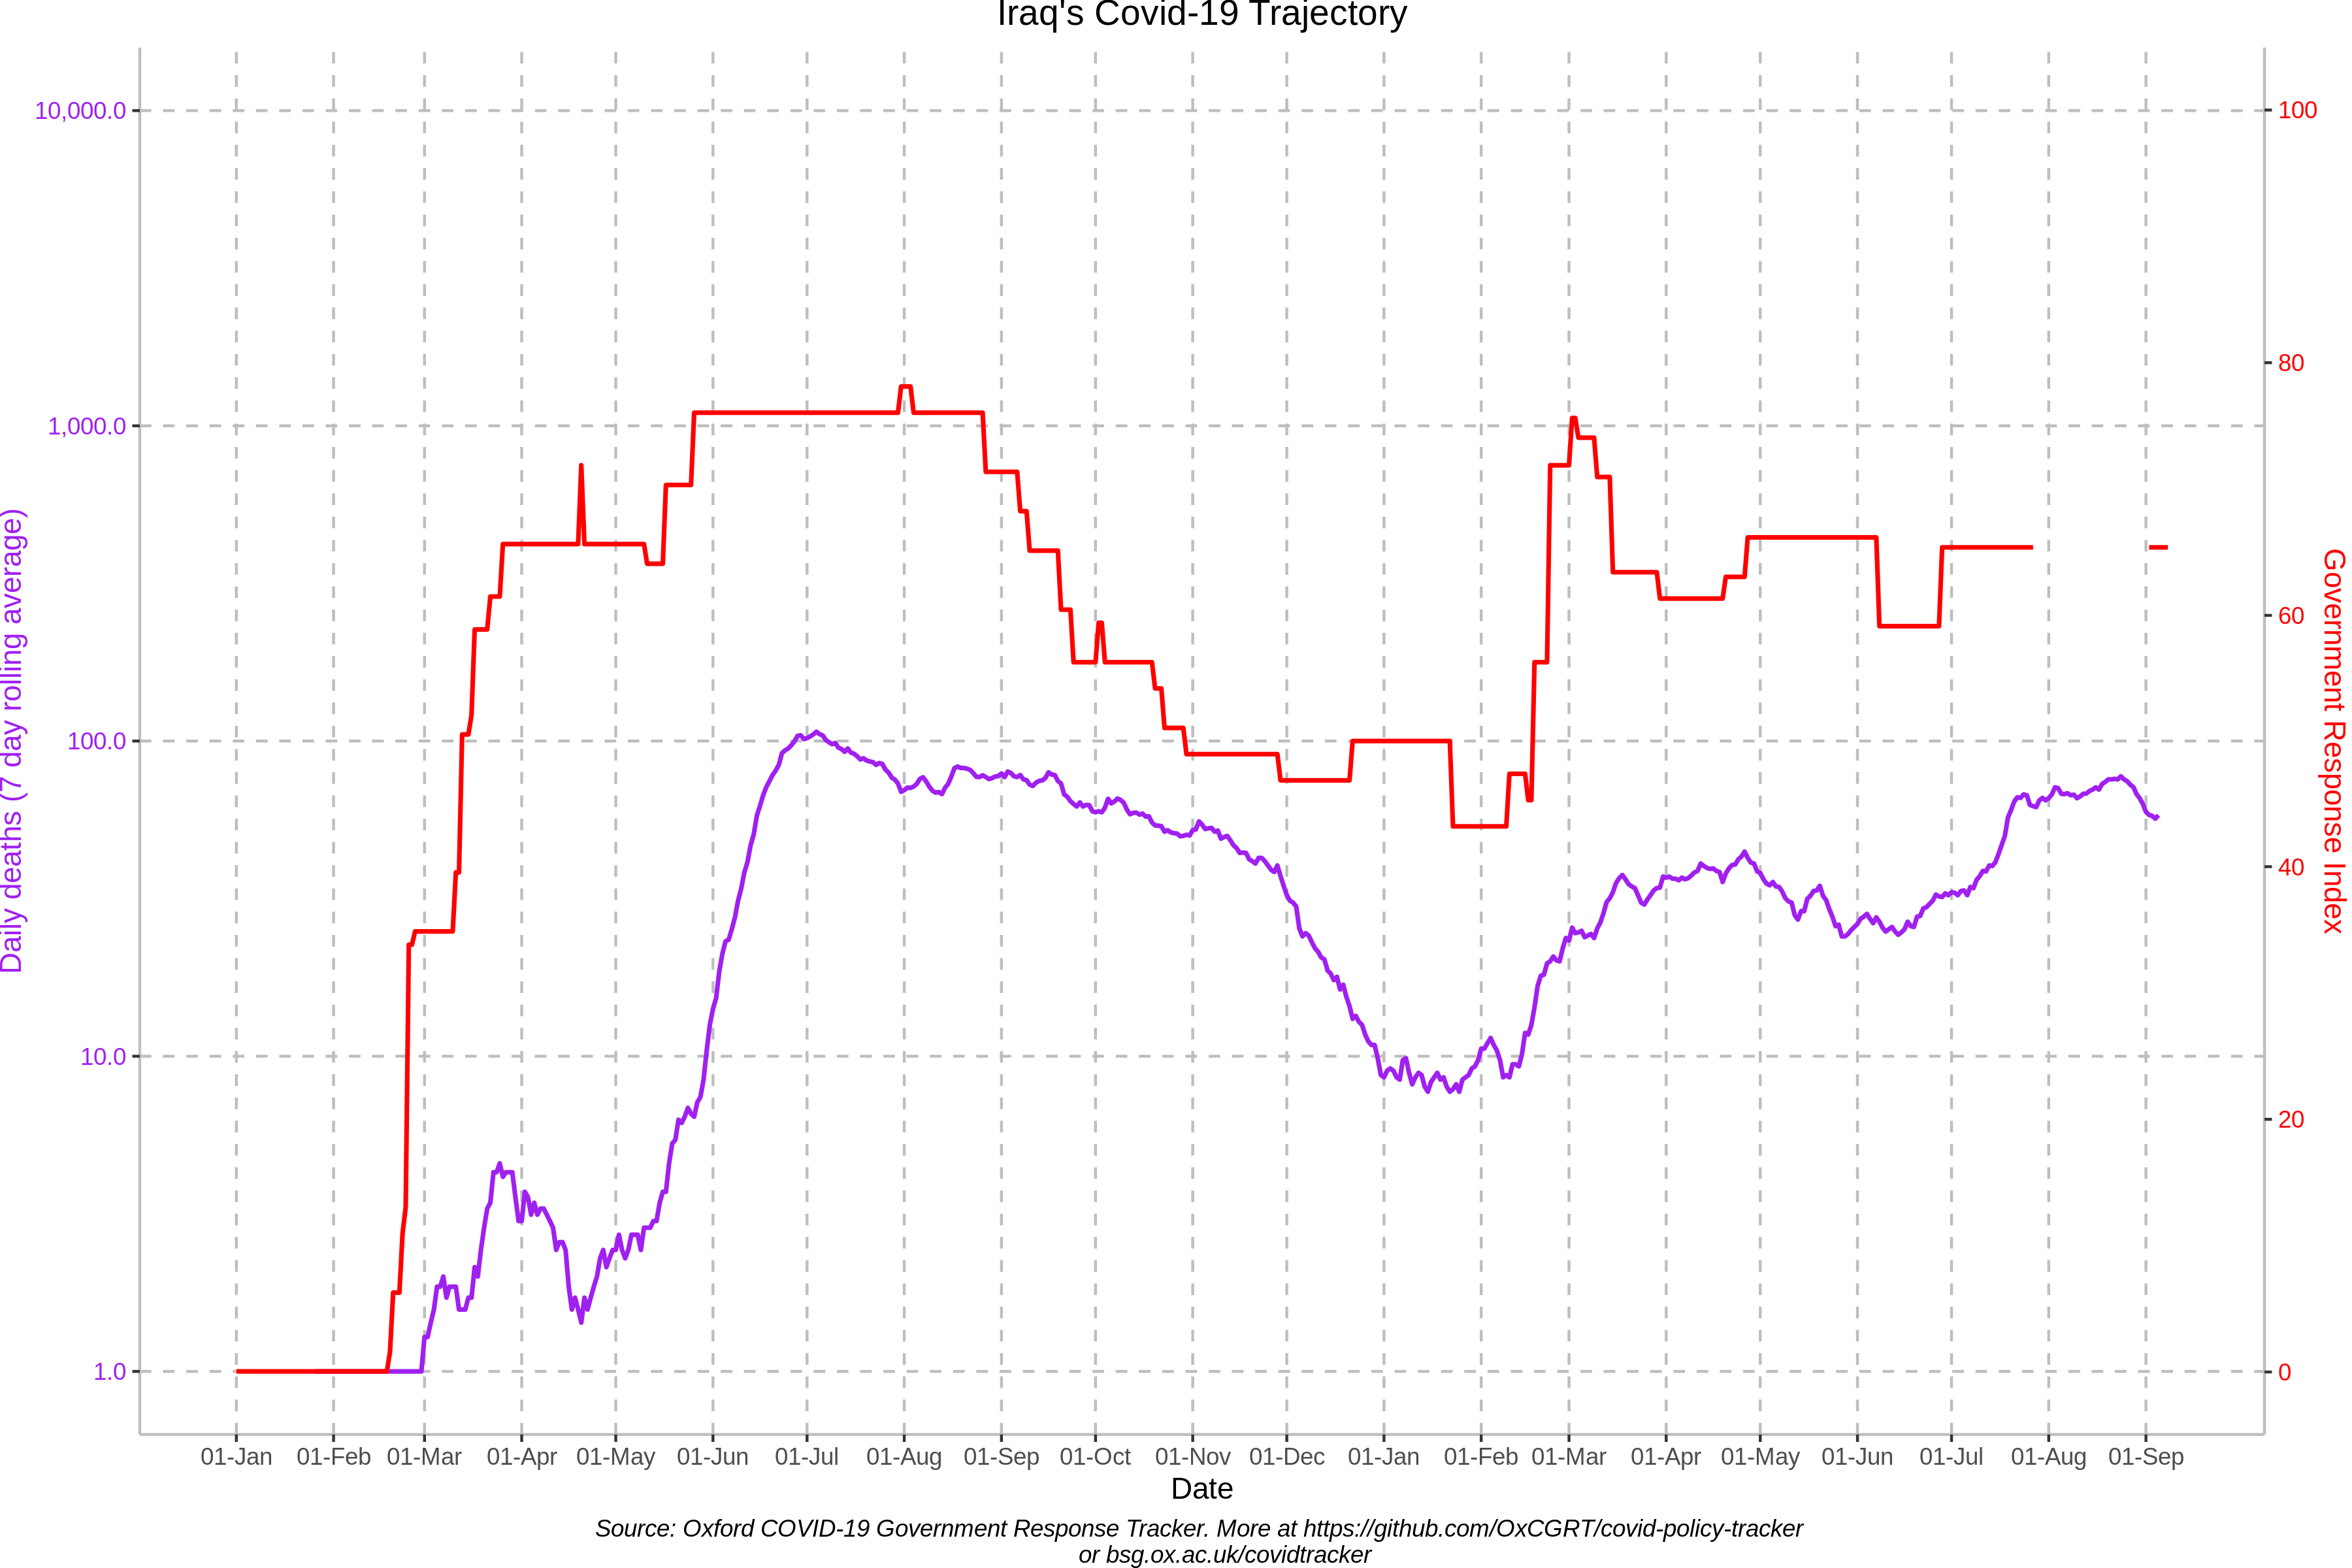 Iraq's Covid-19 Trajectory
10,000.0
1,000.0
100.0
10.0
1.0
Daily deaths (7 day rolling average)
100
80
60
40
20
0
Government Response Index
01-Jan 01-Feb 01-Mar 01-Apr 01-May 01-Jun 01-Jul 01-Aug 01-Sep 01-Oct 01-Nov 01-Dec 01-Jan 01-Feb 01-Mar 01-Apr 01-May 01-Jun 01-Jul 01-Aug 01-Sep
Date
Source: Oxford COVID-19 Government Response Tracker. More at https://github.com/OxCGRT/covid-policy-tracker
or bsg.ox.ac.uk/covidtracker